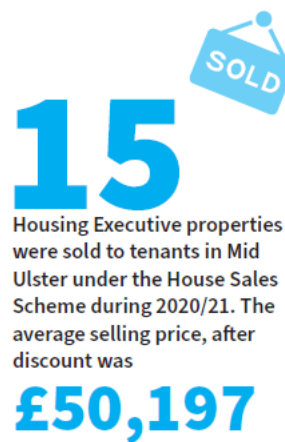 SOLD
15
Housing Executive properties
were sold to tenants in Mid
Ulster under the House Sales
Scheme during 2020/21. The
average selling price, after
discount was
£50,197